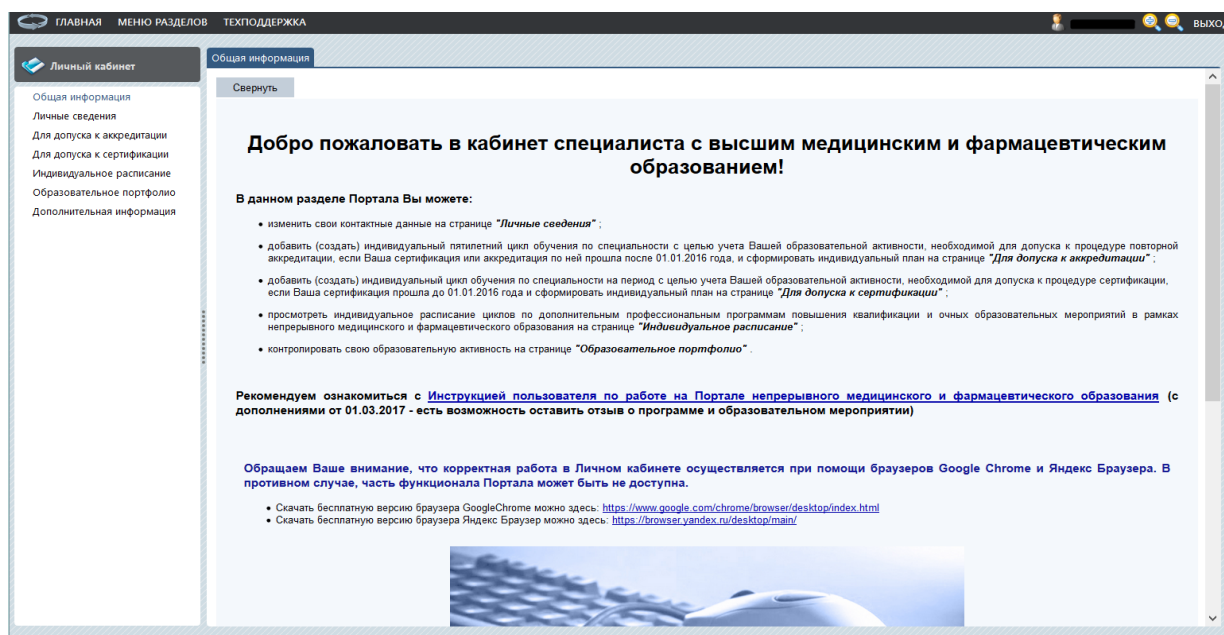 ГЛАВНАЯ МЕНЮ РАЗДЕЛОВ ТЕХПОДДЕРЖКА ВЫХОД
Личный кабинет
Общая информация
Личные сведения
Для допуска к аккредитации
Для допуска к сертификации
Индивидуальное расписание
Образовательное портфолио
Дополнительная информация
Общая информация
Свернуть
Добро пожаловать в кабинет специалиста с высшим медицинским и фармацевтическим
образованием!
В данном разделе Портала Вы можете:
• изменить свои контактные данные на странице "Личные сведения" ;
• добавить (создать) индивидуальный пятилетний цикл обучения по специальности с целью учета Вашей образовательной активности, необходимой для допуска к процедуре повторной
аккредитации, если Ваша сертификация или аккредитация по ней прошла после 01.01.2016 года, и сформировать индивидуальный план на странице "Для допуска к аккредитации" ;
• добавить (создать) индивидуальный цикл обучения по специальности на период с целью учета Вашей образовательной активности, необходимой для допуска к процедуре сертификации,
если Ваша сертификация прошла до 01.01.2016 года и сформировать индивидуальный план на странице "Для допуска к сертификации" ;
• просмотреть индивидуальное расписание циклов по дополнительным профессиональным программам повышения квалификации и очных образовательных мероприятий в рамках
непрерывного медицинского и фармацевтического образования на странице "Индивидуальное расписание" ;
• контролировать свою образовательную активность на странице "Образовательное портфолио" .
Рекомендуем ознакомиться с Инструкцией пользователя по работе на Портале непрерывного медицинского и фармацевтического образования (с
дополнениями от 01.03.2017 - есть возможность оставить отзыв о программе и образовательном мероприятии)
Обращаем Ваше внимание, что корректная работа в Личном кабинете осуществляется при помощи браузеров Google Chrome и Яндекс Браузера. В
противном случае, часть функционала Портала может быть не доступна.
• Скачать бесплатную версию браузера GoogleChrome можно здесь: https://www.google.com/chrome/browser/desktop/index.html
• Скачать бесплатную версию браузера Яндекс Браузер можно здесь: https://browser.yandex.ru/desktop/main/